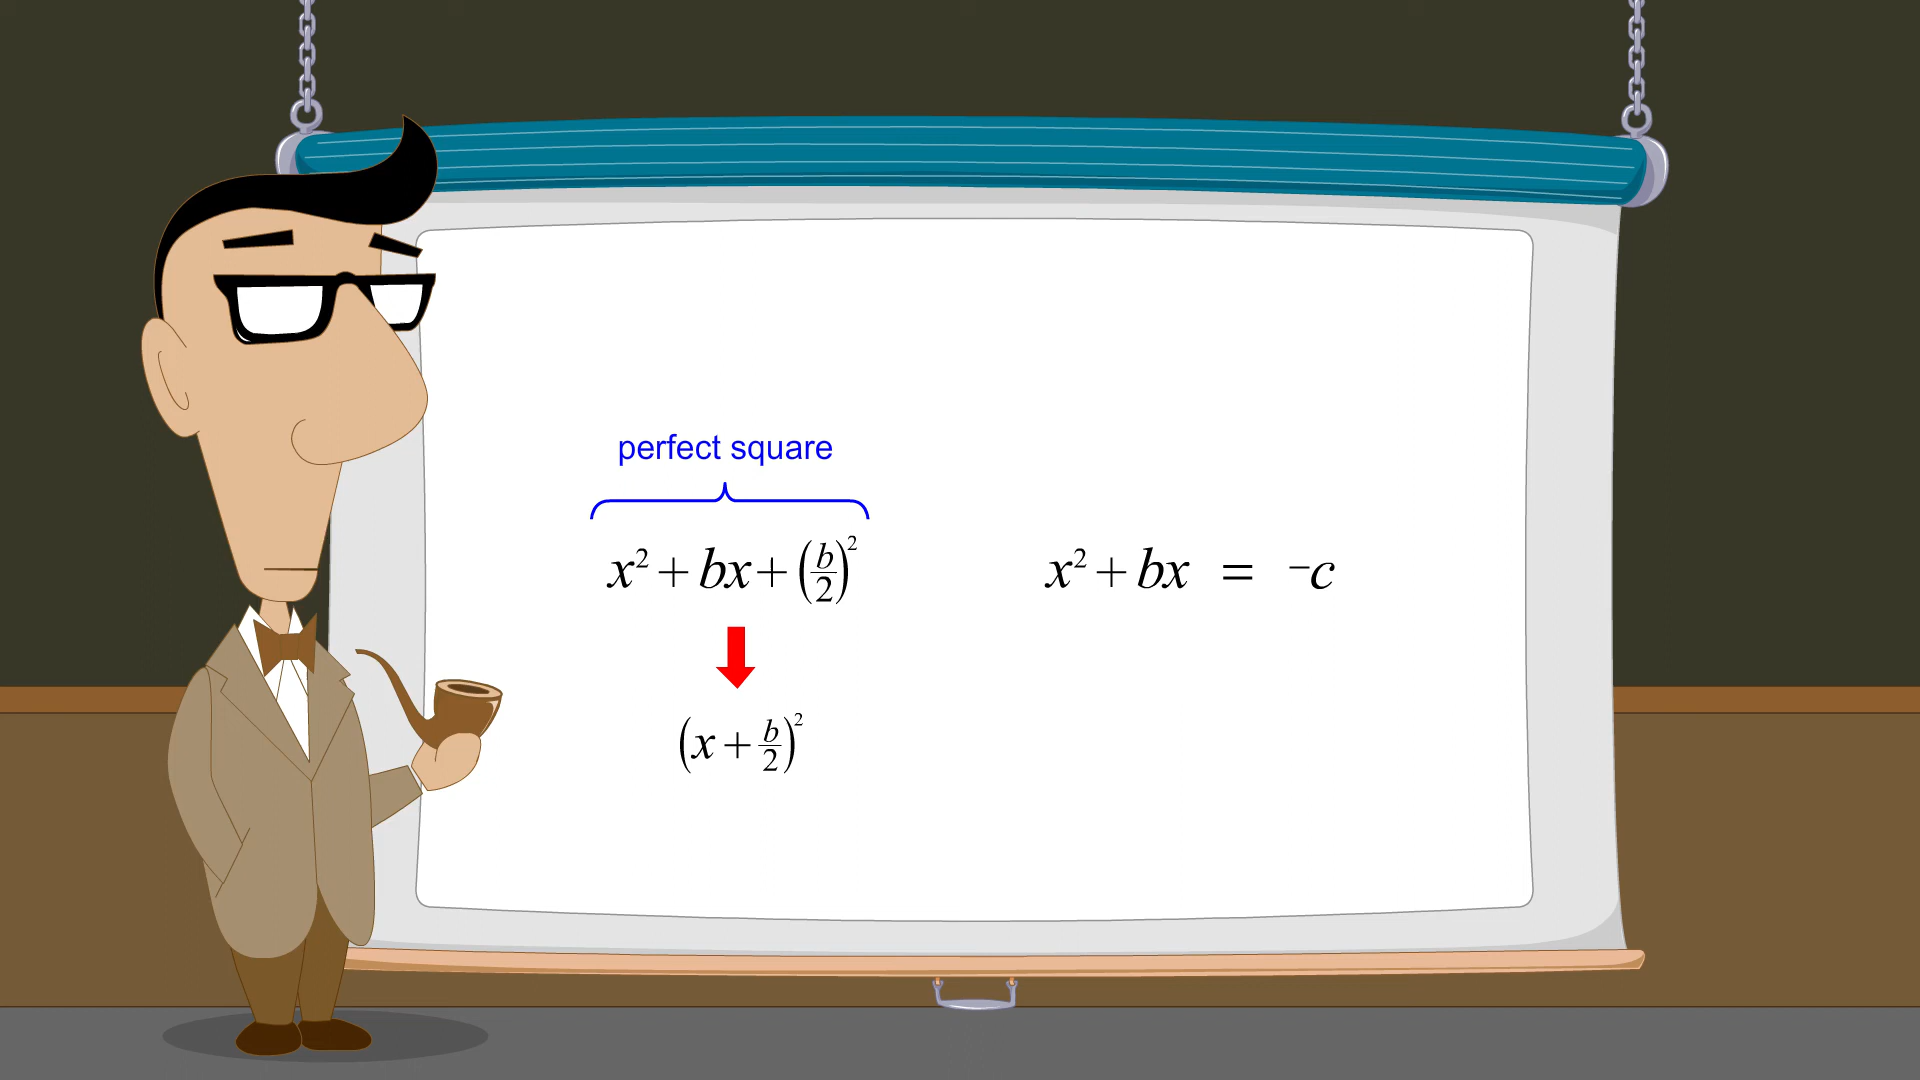 perfect square
x² + bx + (b/2)²
x² + bx = ⁻c
(x + b/2)²